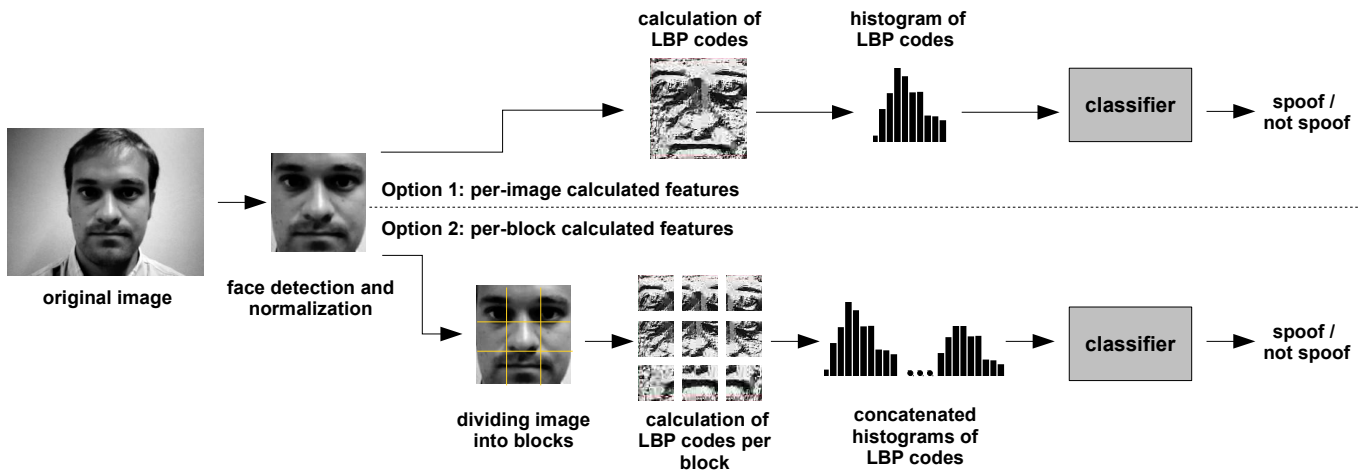 calculation of
LBP codes
histogram of
LBP codes
classifier
spoof /
not spoof
Option 1: per-image calculated features
Option 2: per-block calculated features
original image
face detection and
normalization
dividing image
into blocks
calculation of
LBP codes per
block
concatenated
histograms of
LBP codes
classifier
spoof /
not spoof